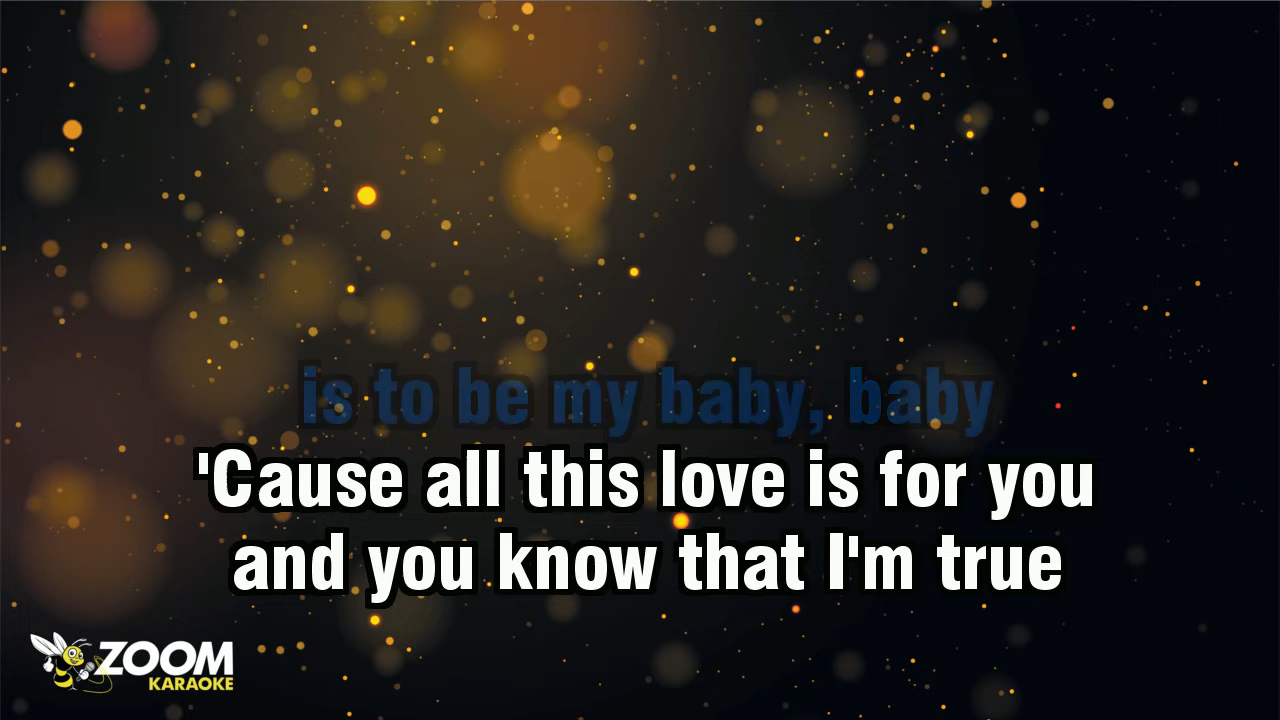 is to be my baby, baby
'Cause all this love is for you
and you know that I'm true
ZOOM
KARAOKE